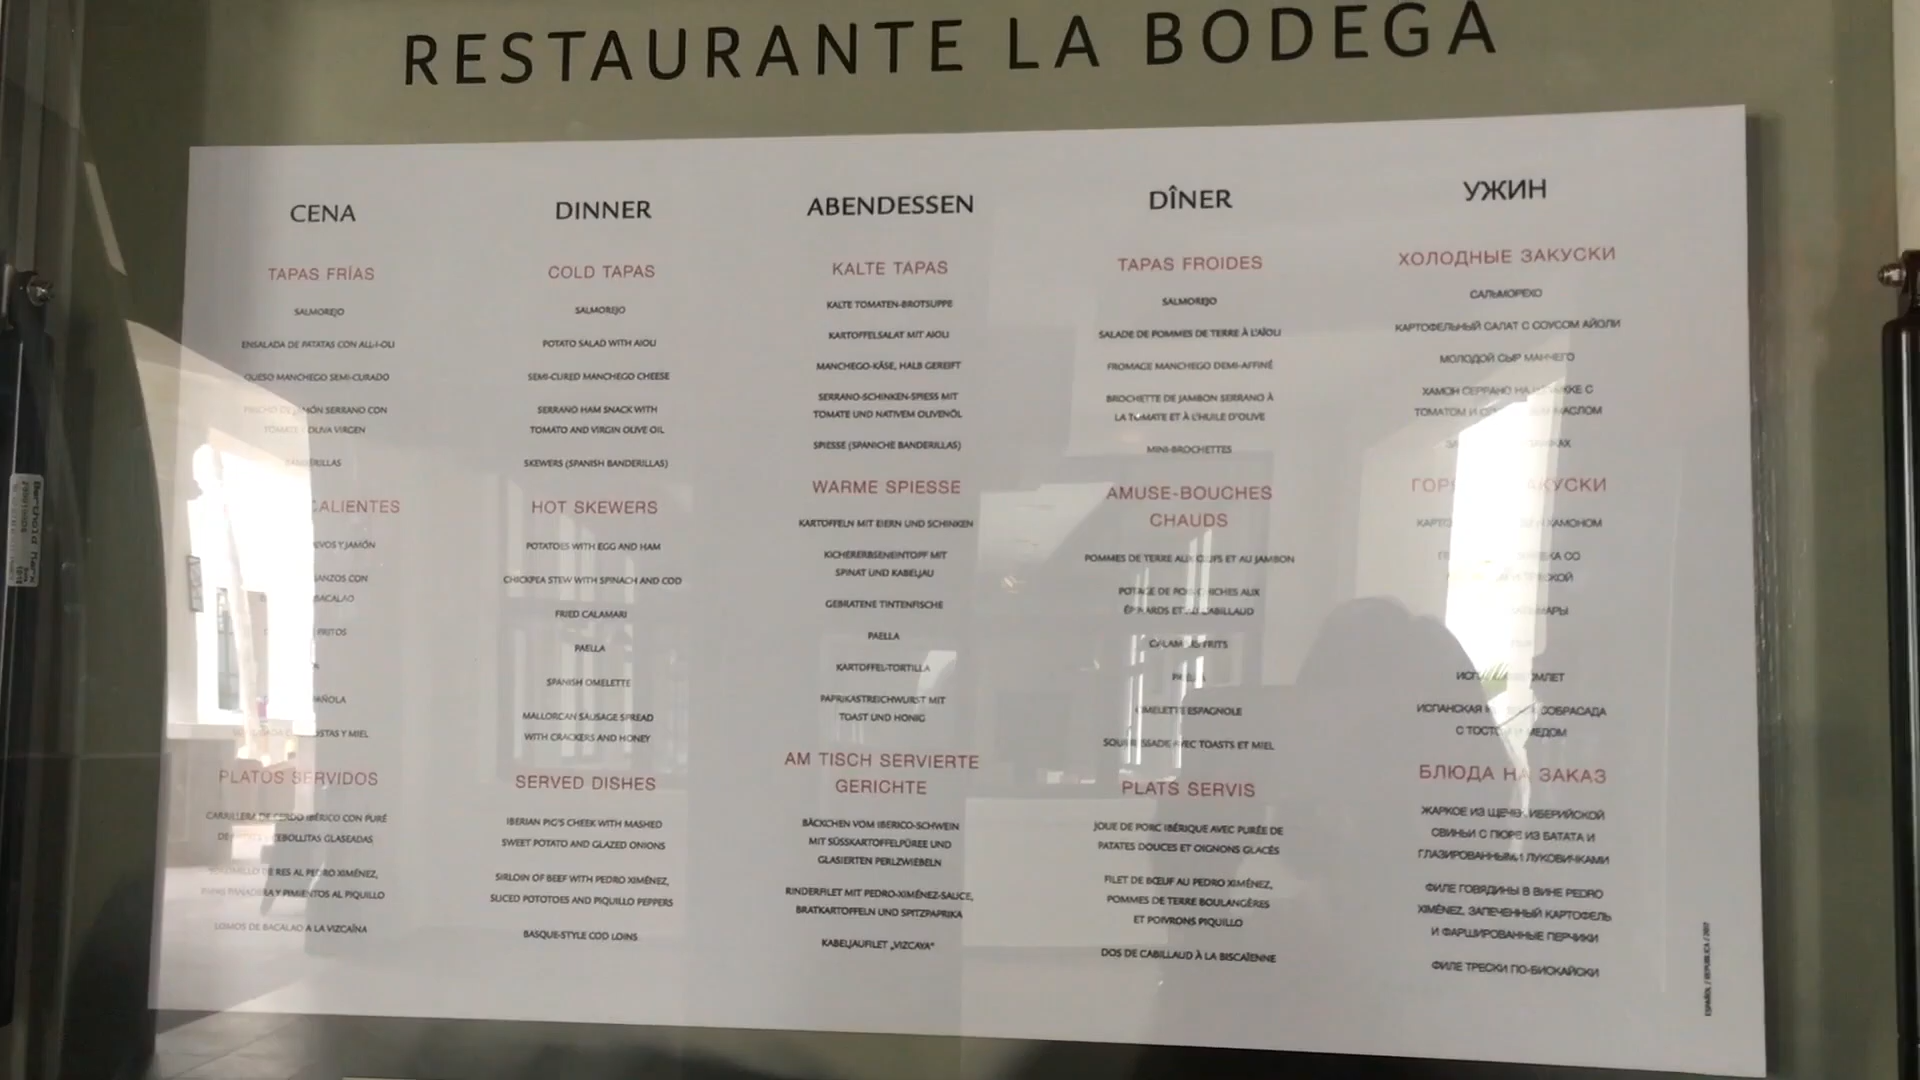 RESTAURANTE LA BODEGA
CENA
TAPAS FRÍAS
SALMOREJO
ENSALADA DE PATATAS CON ALL-I-OLI
QUESO MANCHEGO SEMI-CURADO
PINCHO DE JAMÓN SERRANO CON
TOMATE OLIVA VIRGEN
BANDERILLAS
CALIENTES
HUEVOS Y JAMÓN
CON
BACALAO
FRITOS
Y MIEL
PLATOS SERVIDOS
CARRILLERA DE CERDO IBÉRICO CON PURÉ
DE CEBOLLITAS GLASEADAS
DE RES AL PEDRO XIMÉNEZ,
PAPAS PANADERA Y PIMIENTOS AL PIQUILLO
LOMOS DE BACALAO A LA VIZCAÍNA
DINNER
COLD TAPAS
SALMOREJO
POTATO SALAD WITH AIOLI
SEMI-CURED MANCHEGO CHEESE
SERRANO HAM SNACK WITH
TOMATO AND VIRGIN OLIVE OIL
SKEWERS (SPANISH BANDERILLAS)
HOT SKEWERS
POTATOES WITH EGG AND HAM
CHICKPEA STEW WITH SPINACH AND COD
FRIED CALAMARI
PAELLA
SPANISH OMELETTE
MALLORCAN SAUSAGE SPREAD
WITH CRACKERS AND HONEY
SERVED DISHES
IBERIAN PIG'S CHEEK WITH MASHED
SWEET POTATO AND GLAZED ONIONS
SIRLOIN OF BEEF WITH PEDRO XIMÉNEZ,
SLICED POTOTOES AND PIQUILLO PEPPERS
BASQUE-STYLE COD LOINS
ABENDESSEN
KALTE TAPAS
KALTE TOMATEN-BROTSUPPE
KARTOFFELSALAT MIT AIOLI
MANCHEGO-KÄSE, HALB GEREIFT
SERRANO-SCHINKEN-SPIESS MIT
TOMATE UND NATIVEM OLIVENÖL
SPIESSE (SPANICHE BANDERILLAS)
WARME SPIESSE
KARTOFFELN MIT EIERN UND SCHINKEN
KICHERERBSENEINTOPF MIT
SPINAT UND KABELJAU
GEBRATENE TINTENFISCHE
PAELLA
KARTOFFEL-TORTILLA
PAPRIKASTREICHWURST MIT
TOAST UND HONIG
AM TISCH SERVIERTE
GERICHTE
BÄCKCHEN VOM IBERICO-SCHWEIN
MIT SÜSSKARTOFFELPÜREE UND
GLASIERTEN PERLZWIEBELN
RINDERFILET MIT PEDRO-XIMÉNEZ-SAUCE,
BRATKARTOFFELN UND SPITZPAPRIKA
KABELJAUFILET „VIZCAYA"
DÎNER
TAPAS FROIDES
SALMOREJO
SALADE DE POMMES DE TERRE À L'AÏOLI
FROMAGE MANCHEGO DEMI-AFFINÉ
BROCHETTE DE JAMBON SERRANO À
LA TOMATE ET À L'HUILE D'OLIVE
MINI-BROCHETTES
AMUSE-BOUCHES
CHAUDS
POMMES DE TERRE AUX ŒUFS ET AU JAMBON
POTAGE DE POIS CHICHES AUX
ÉPINARDS ET AU CABILLAUD
CALAMARS FRITS
PAELLA
OMELETTE ESPAGNOLE
SOUBRESSADE AVEC TOASTS ET MIEL
PLATS SERVIS
JOUE DE PORC IBÉRIQUE AVEC PURÉE DE
PATATES DOUCES ET OIGNONS GLACÉS
FILET DE BŒUF AU PEDRO XIMÉNEZ,
POMMES DE TERRE BOULANGÈRES
ET POIVRONS PIQUILLO
DOS DE CABILLAUD À LA BISCAÏENNE
УЖИН
ХОЛОДНЫЕ ЗАКУСКИ
САЛЬМОРЕХО
КАРТОФЕЛЬНЫЙ САЛАТ С СОУСОМ АЙОЛИ
МОЛОДОЙ СЫР МАНЧЕГО
ХАМОН СЕРРАНО НА С
ТОМАТОМ И МАСЛОМ
ЗАКУСКИ
ХАМОНОМ
СО
ТРЕСКОЙ
ОМЛЕТ
ИСПАНСКАЯ СОБРАСАДА
С ТОСТОМ МЕДОМ
БЛЮДА НА ЗАКАЗ
ЖАРКОЕ ИЗ ЩЕЧЕК ИБЕРИЙСКОЙ
СВИНЬИ С ПЮРЕ ИЗ БАТАТА И
ГЛАЗИРОВАННЫМИ ЛУКОВИЧКАМИ
ФИЛЕ ГОВЯДИНЫ В ВИНЕ PEDRO
XIMÉNEZ, ЗАПЕЧЕННЫЙ КАРТОФЕЛЬ
И ФАРШИРОВАННЫЕ ПЕРЧИКИ
ФИЛЕ ТРЕСКИ ПО-БИСКАЙСКИ
ESPAÑOL / REPUBLICA / 2017